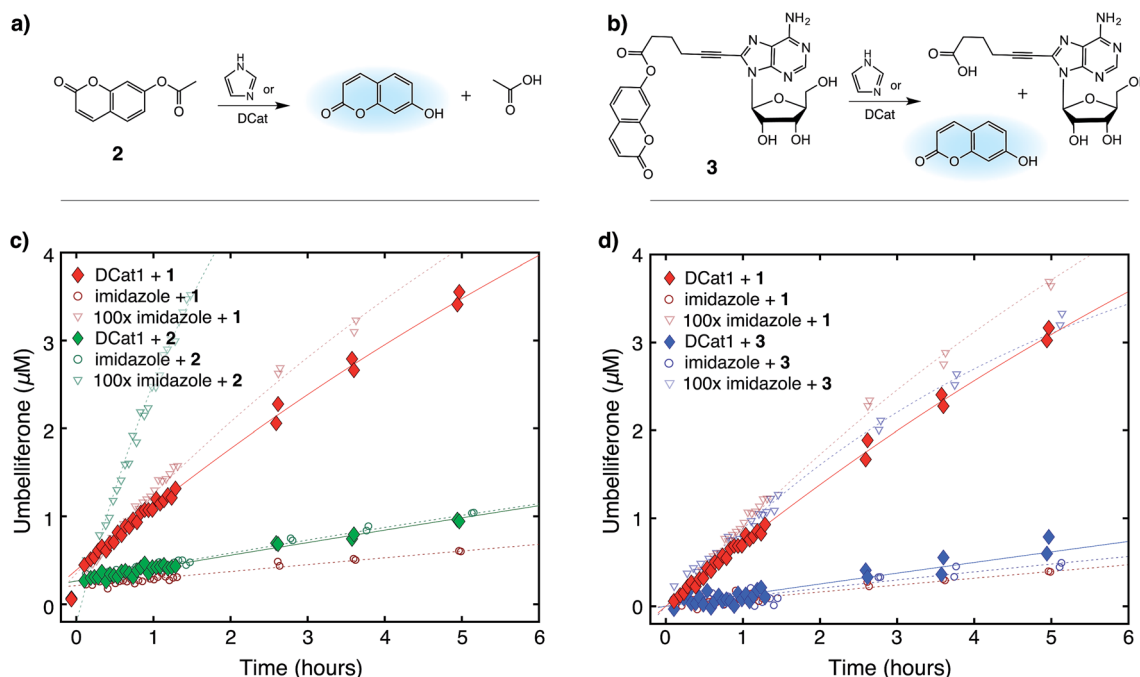 a)
O
O
O
O
H
N
N
or
DCat
O
O
OH
+
OH
O
2
b)
O
O
O
O
NH₂
N
N
N
N
O
OH
OH OH
3
H
N
N
or
DCat
O
OH
NH₂
N
N
N
N
+
O
O
OH OH
O
O
OH
c)
Umbelliferone (µM)
4
3
2
1
0
DCat1 + 1
imidazole + 1
100x imidazole + 1
DCat1 + 2
imidazole + 2
100x imidazole + 2
0 1 2 3 4 5 6
Time (hours)
d)
Umbelliferone (µM)
4
3
2
1
0
DCat1 + 1
imidazole + 1
100x imidazole + 1
DCat1 + 3
imidazole + 3
100x imidazole + 3
0 1 2 3 4 5 6
Time (hours)